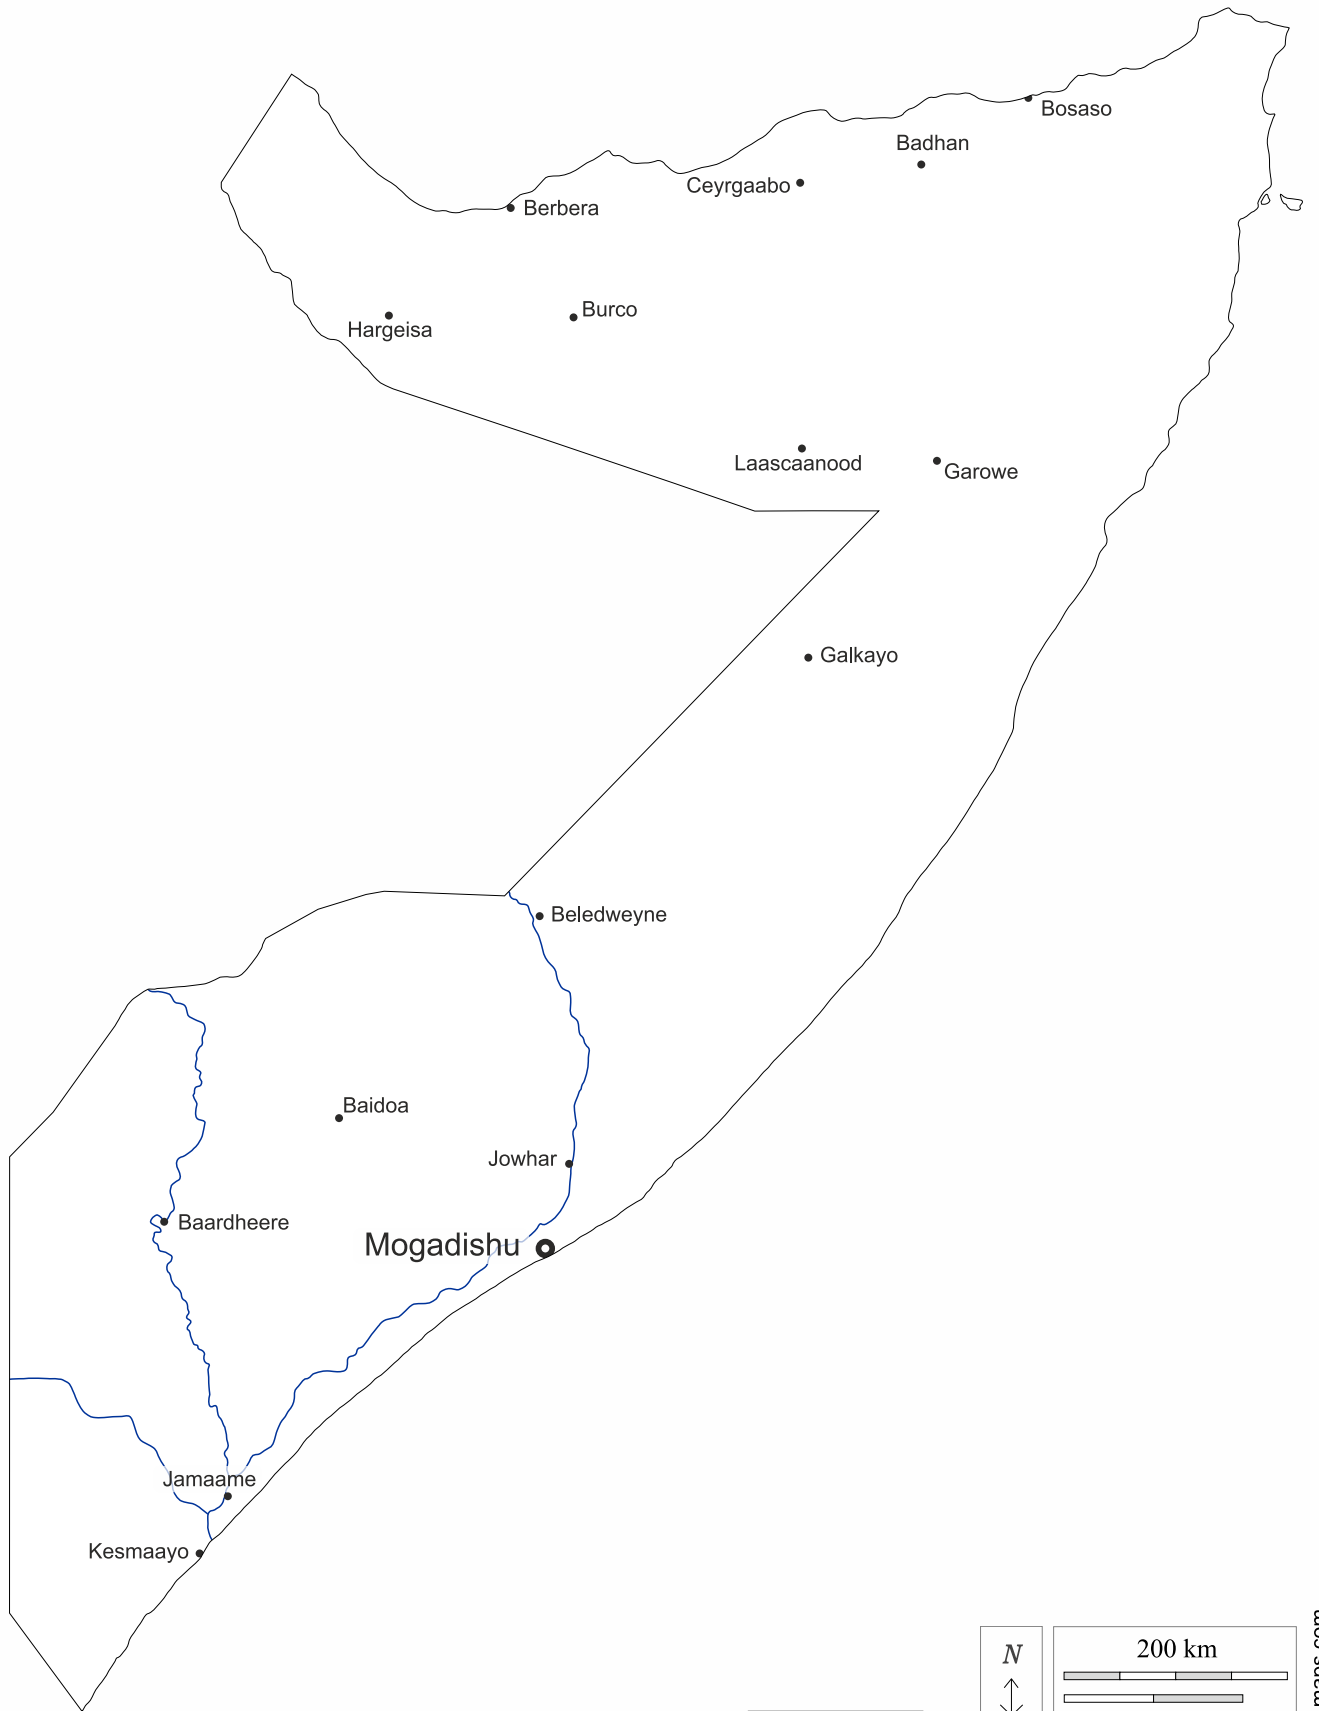 Bosaso
Badhan
Ceyrgaabo
Berbera
Burco
Hargeisa
Laascaanood
Garowe
Galkayo
Beledweyne
Baidoa
Jowhar
Baardheere
Mogadishu
Jamaame
Kesmaayo
N
200 km